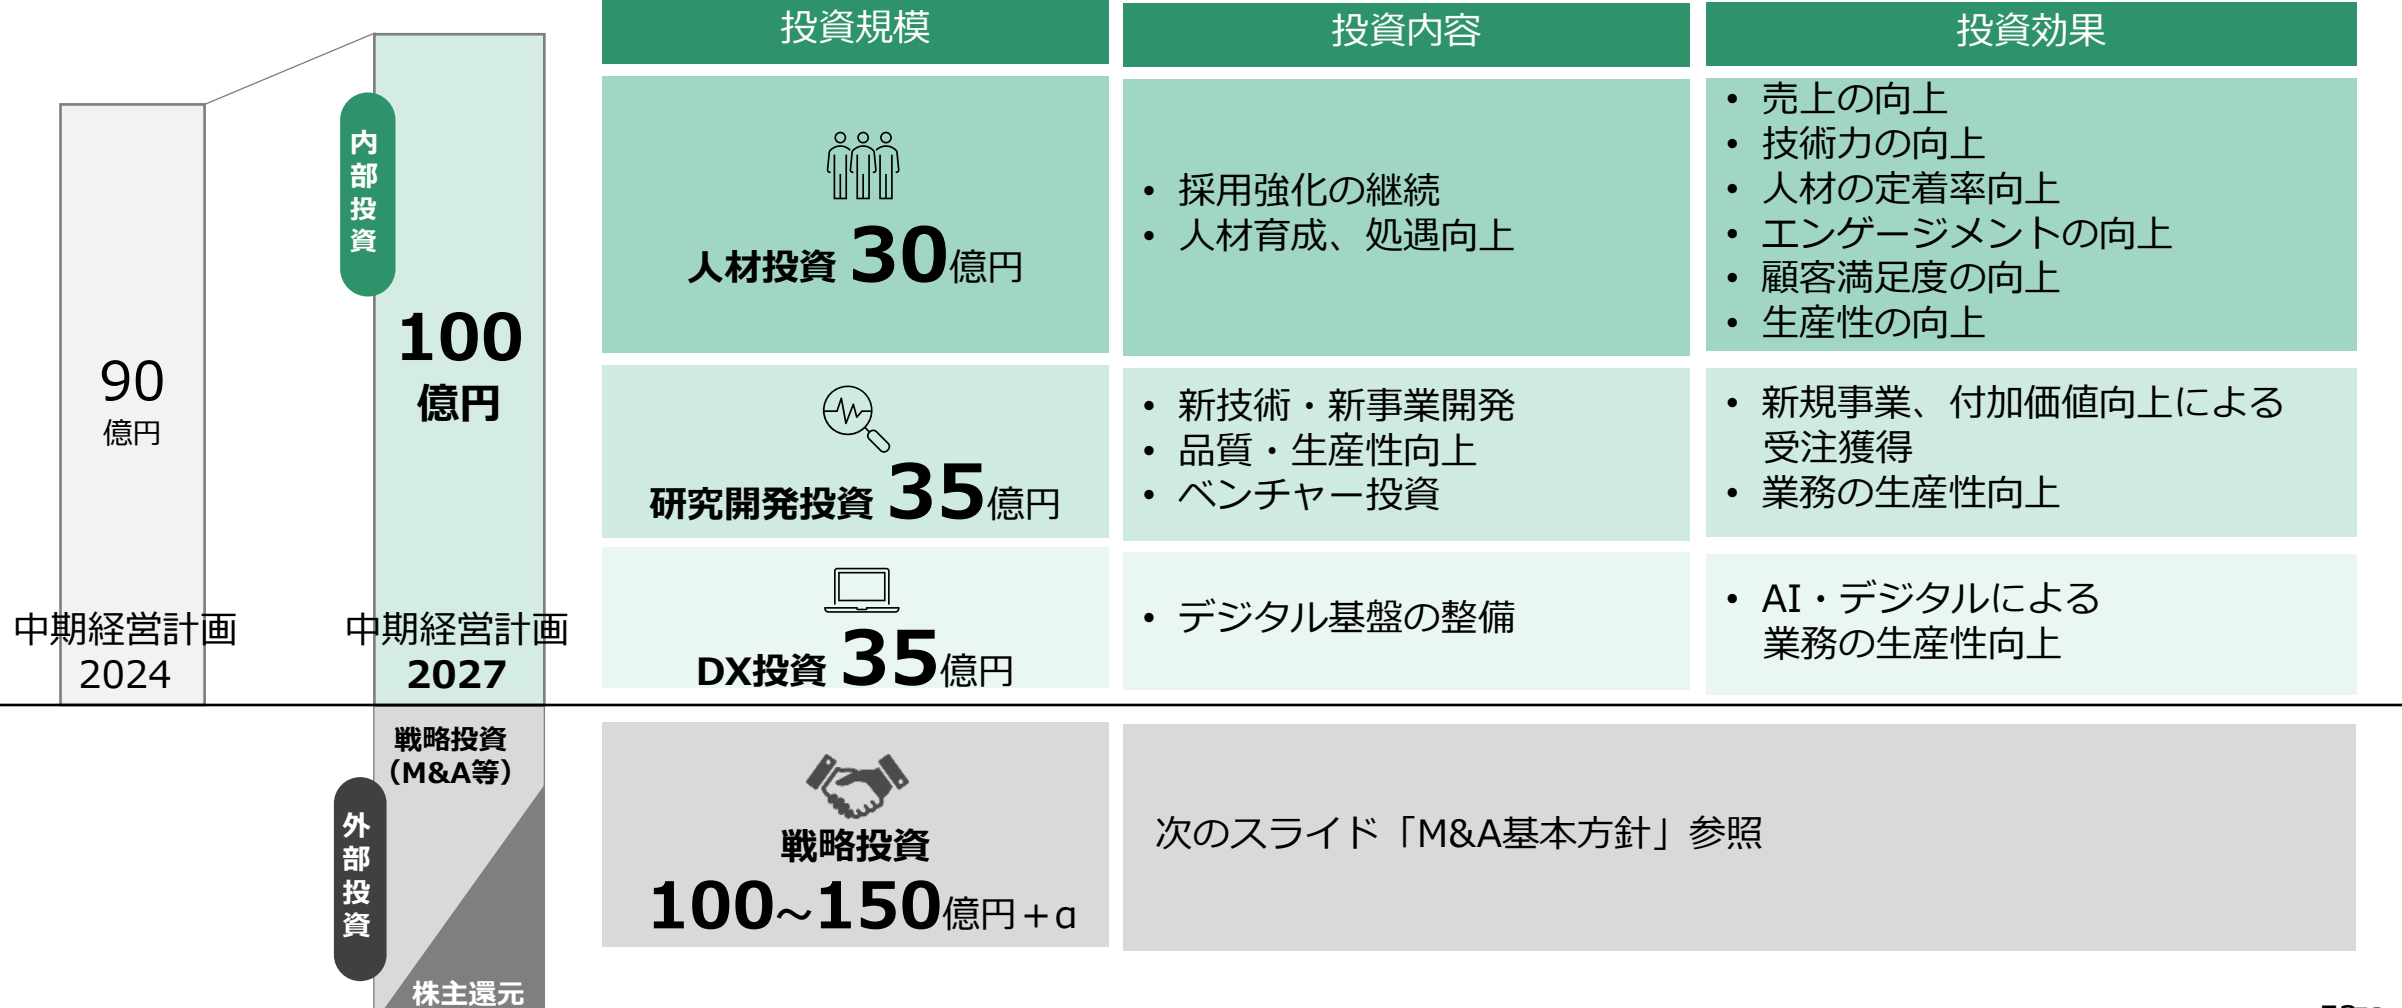 投資規模
投資内容
投資効果
内部投資
90
億円
100
億円
中期経営計画
2024
中期経営計画
2027
人材投資 30億円
• 採用強化の継続
• 人材育成、処遇向上
• 売上の向上
• 技術力の向上
• 人材の定着率向上
• エンゲージメントの向上
• 顧客満足度の向上
• 生産性の向上
研究開発投資 35億円
• 新技術・新事業開発
• 品質・生産性向上
• ベンチャー投資
• 新規事業、付加価値向上による
受注獲得
• 業務の生産性向上
DX投資 35億円
• デジタル基盤の整備
• AI・デジタルによる
業務の生産性向上
外部投資
戦略投資
（M&A等）
株主還元
戦略投資
100～150億円＋α
次のスライド「M&A基本方針」参照